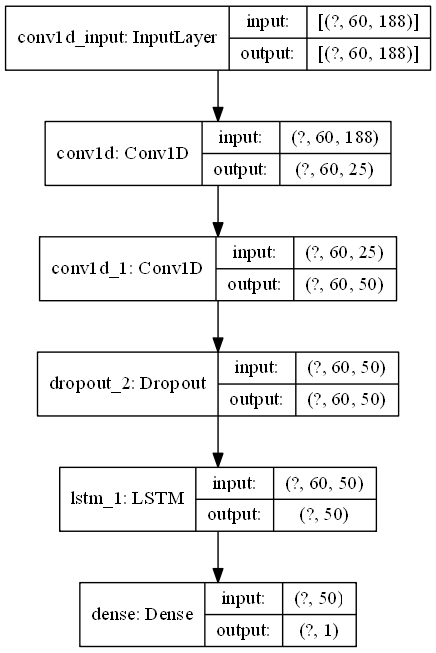 conv1d_input: InputLayer
input: [(?, 60, 188)]
output: [(?, 60, 188)]
conv1d: Conv1D
input: (?, 60, 188)
output: (?, 60, 25)
conv1d_1: Conv1D
input: (?, 60, 25)
output: (?, 60, 50)
dropout_2: Dropout
input: (?, 60, 50)
output: (?, 60, 50)
lstm_1: LSTM
input: (?, 60, 50)
output: (?, 50)
dense: Dense
input: (?, 50)
output: (?, 1)